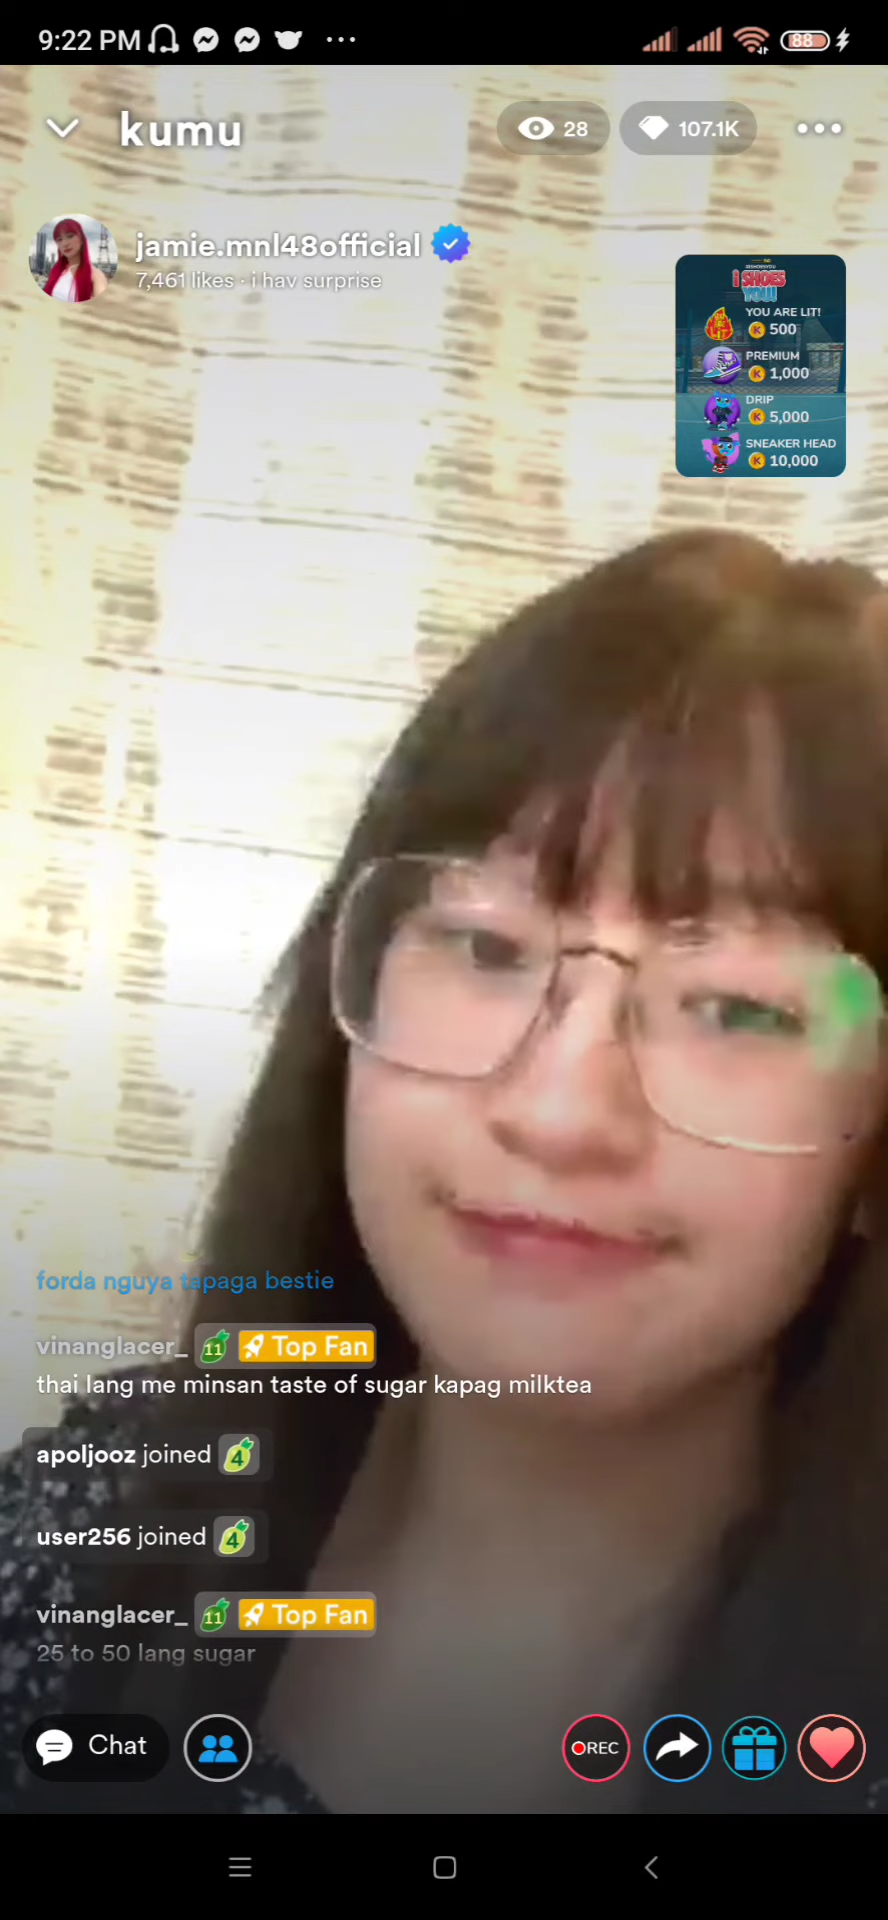 9:22 PM
88
kumu
28
107.1K
jamie.mnl48official
7,461 likes · i hav surprise
I SHOES
YOU!
YOU ARE LIT!
500
PREMIUM
1,000
DRIP
5,000
SNEAKER HEAD
10,000
forda nguya tapaga bestie
vinanglacer_ 11 Top Fan
thai lang me minsan taste of sugar kapag milktea
apoljooz joined 4
user256 joined 4
vinanglacer_ 11 Top Fan
25 to 50 lang sugar
Chat
REC